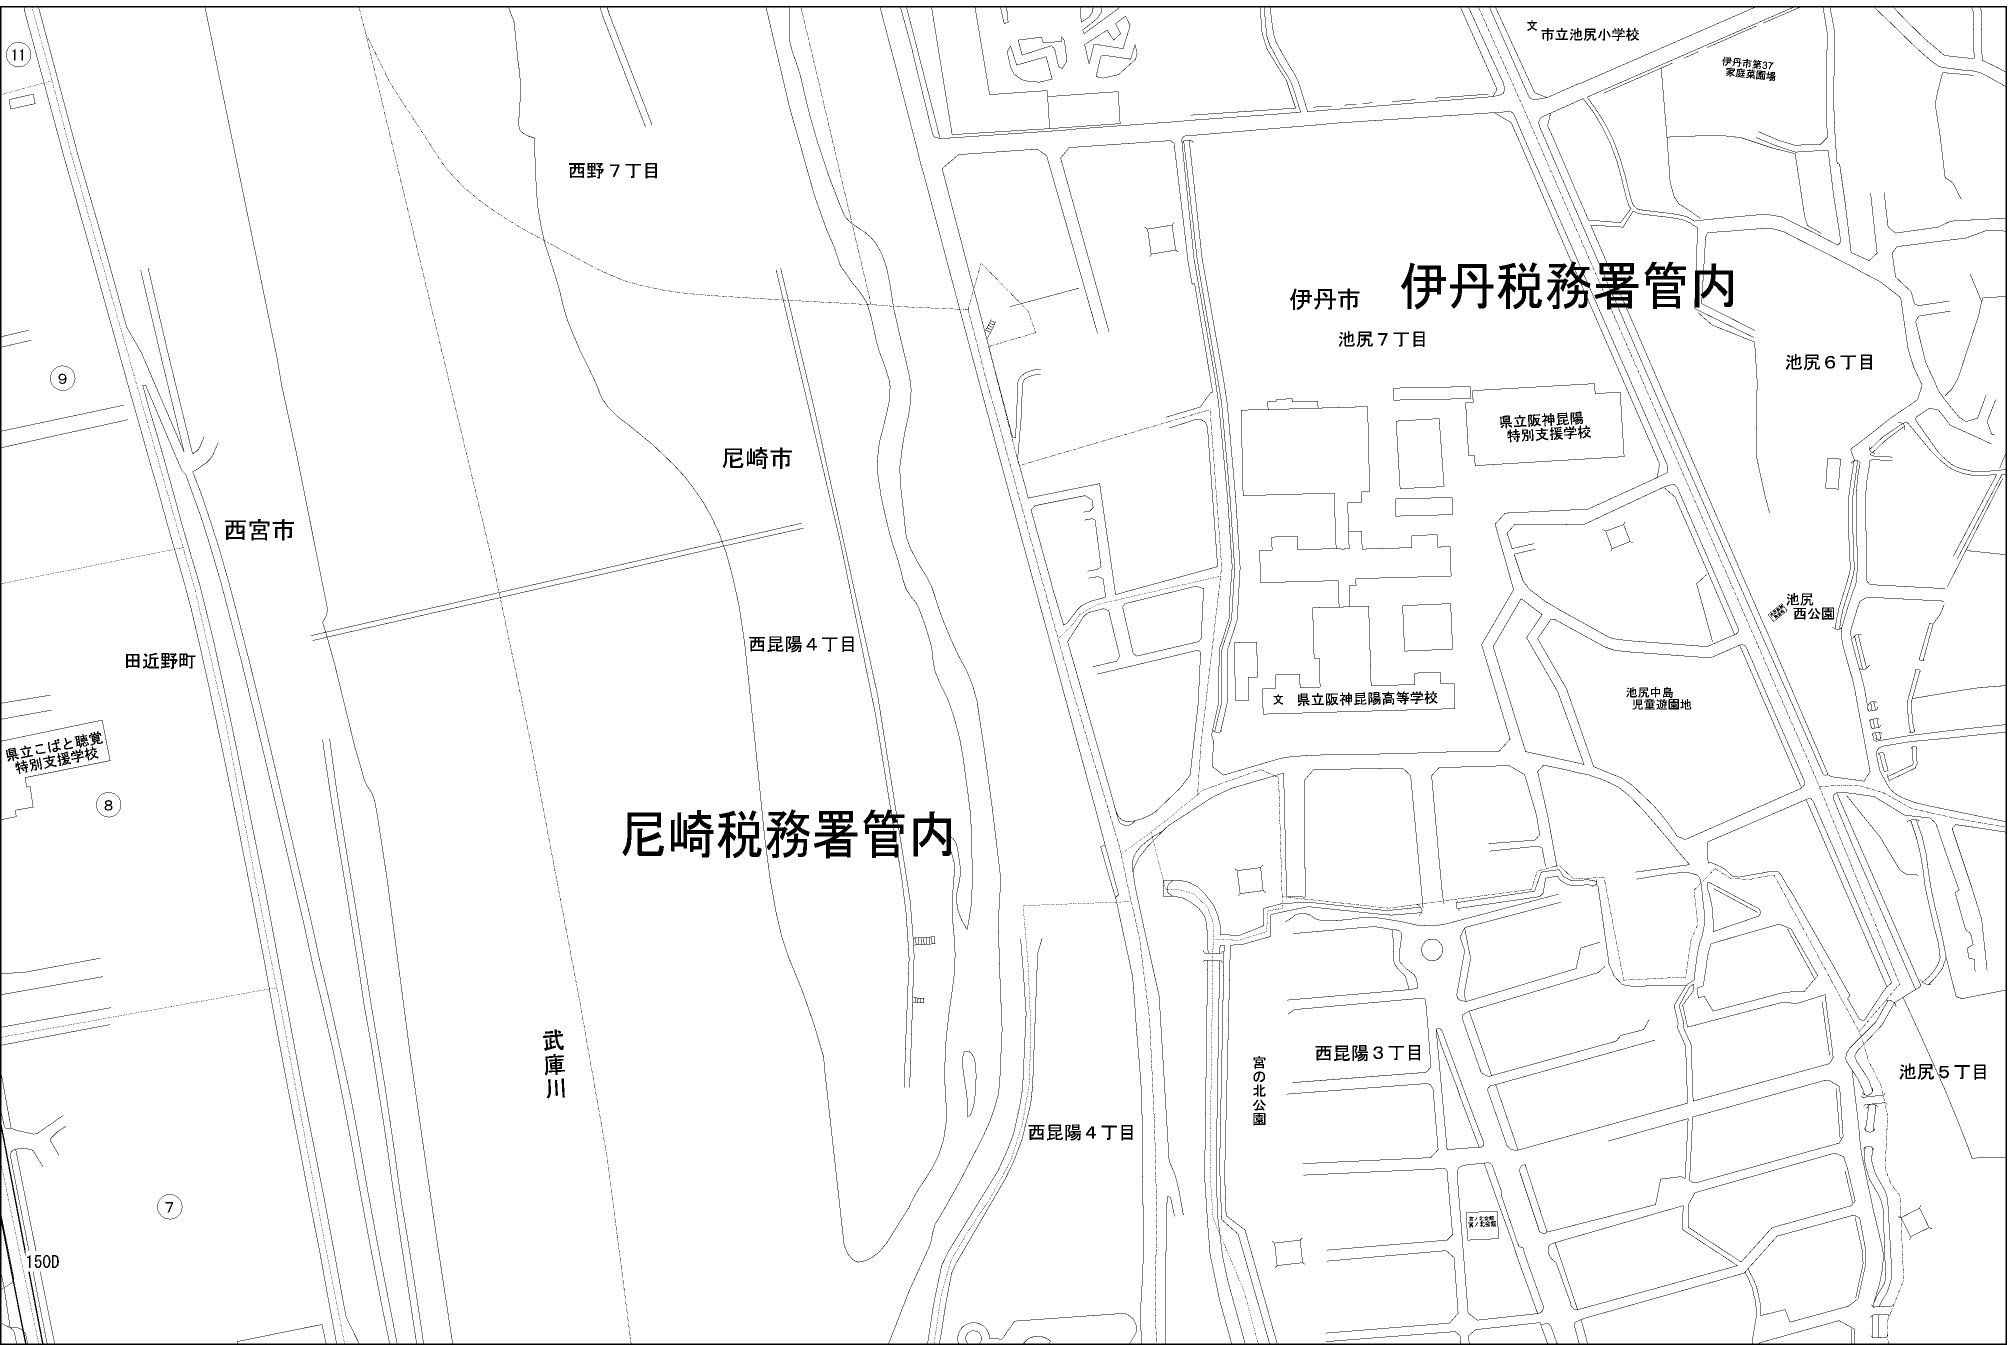 11
市立池尻小学校
文
伊丹市第37
家庭菜園場
西野７丁目
伊丹税務署管内
伊丹市
池尻７丁目
池尻６丁目
9
県立阪神昆陽
特別支援学校
尼崎市
西宮市
池尻
西公園
西昆陽４丁目
田近野町
池尻中島
児童遊園地
文 県立阪神昆陽高等学校
県立こばと聴覚
特別支援学校
8
尼崎税務署管内
武庫川
西昆陽３丁目
宮の北公園
池尻５丁目
西昆陽４丁目
7
150D